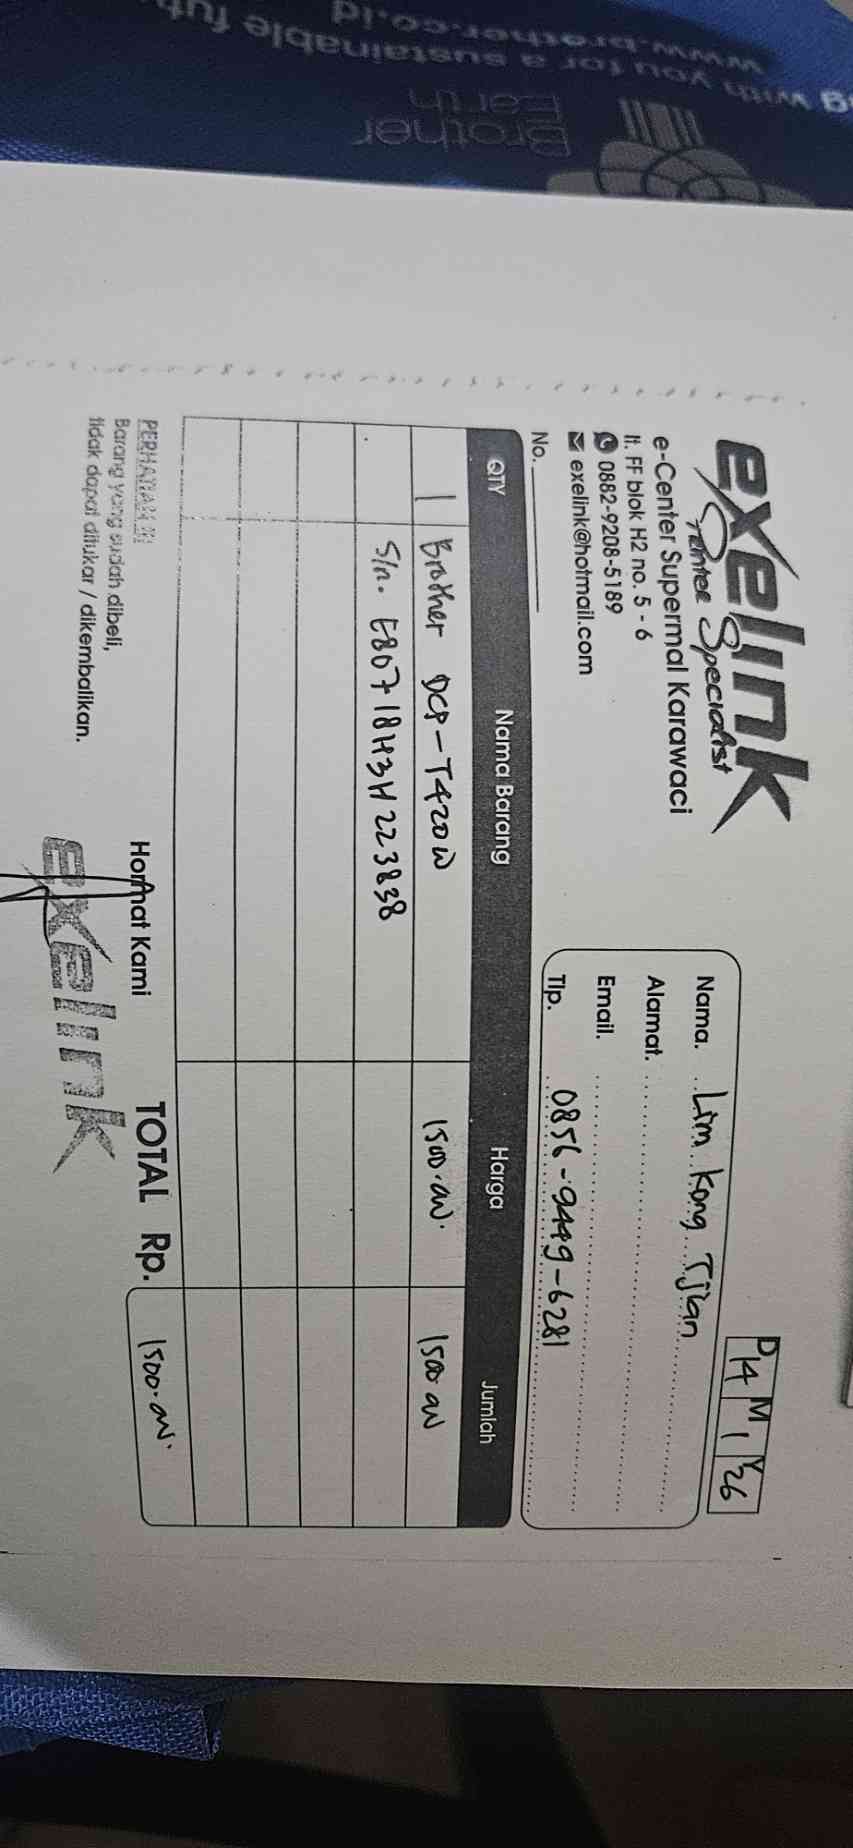 g with you for a sustainable fut
www.brother.co.id
Brother
Earth
exelink
Printer Specialist
e-Center Supermal Karawaci
lt. FF blok H2 no. 5 - 6
0882-9208-5189
exelink@hotmail.com
No.
D 14 M 1 Y 26
Nama. Lim Kong Tjian
Alamat.
Email.
Tlp. 0856-9449-6281
QTY Nama Barang Harga Jumlah
1 Brother DCP-T420W 1500.000 1500.000
S/n. E80718H3H223838
PERHATIAN !!!
Barang yang sudah dibeli,
tidak dapat ditukar / dikembalikan.
Hormat Kami
exelink
TOTAL Rp. 1500.000